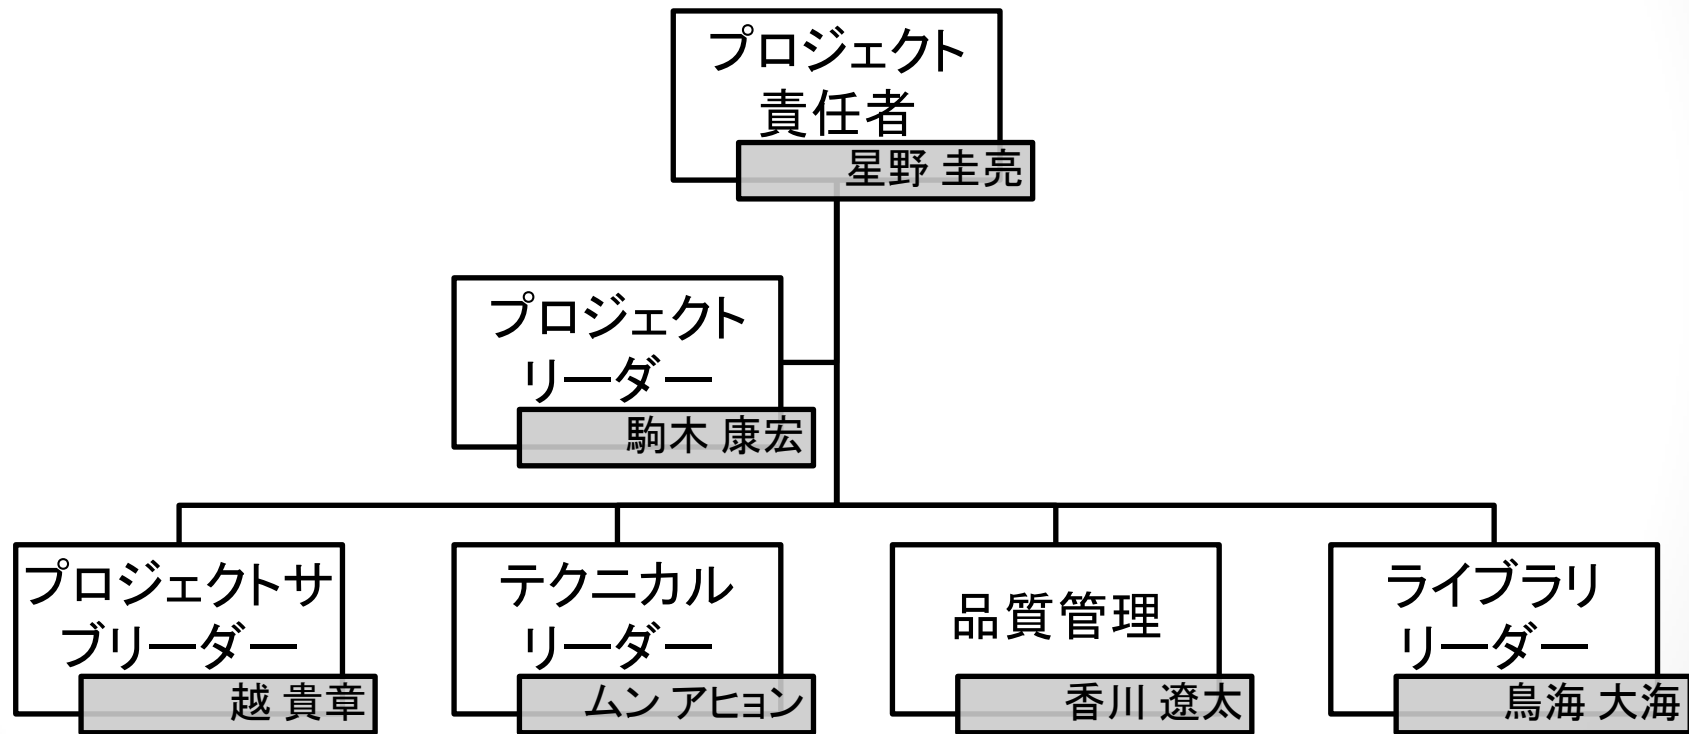 プロジェクト
責任者
星野 圭亮
プロジェクト
リーダー
駒木 康宏
プロジェクトサ
ブリーダー
越 貴章
テクニカル
リーダー
ムン アヒョン
品質管理
香川 遼太
ライブラリ
リーダー
鳥海 大海